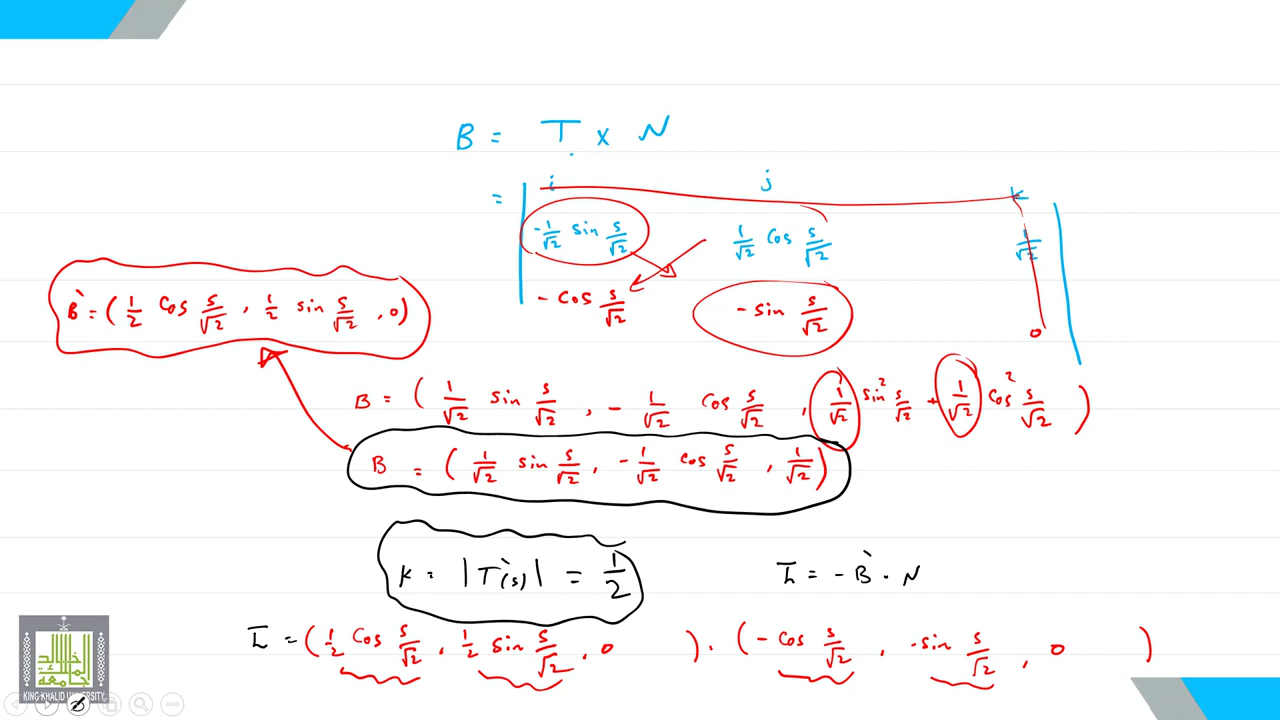 B = T × N
= | i j k
-1/√2 sin s/√2 1/√2 cos s/√2 1/√2
- cos s/√2 - sin s/√2 0 |
B` = (1/2 cos s/√2 , 1/2 sin s/√2 , 0)
B = ( 1/√2 sin s/√2 , - 1/√2 cos s/√2 , 1/√2 sin² s/√2 + 1/√2 cos² s/√2 )
B = ( 1/√2 sin s/√2 , - 1/√2 cos s/√2 , 1/√2 )
K = |T`(s)| = 1/2
τ = - B` · N
τ = ( 1/2 cos s/√2 , 1/2 sin s/√2 , 0 ) . ( - cos s/√2 , - sin s/√2 , 0 )
KING KHALID UNIVERSITY